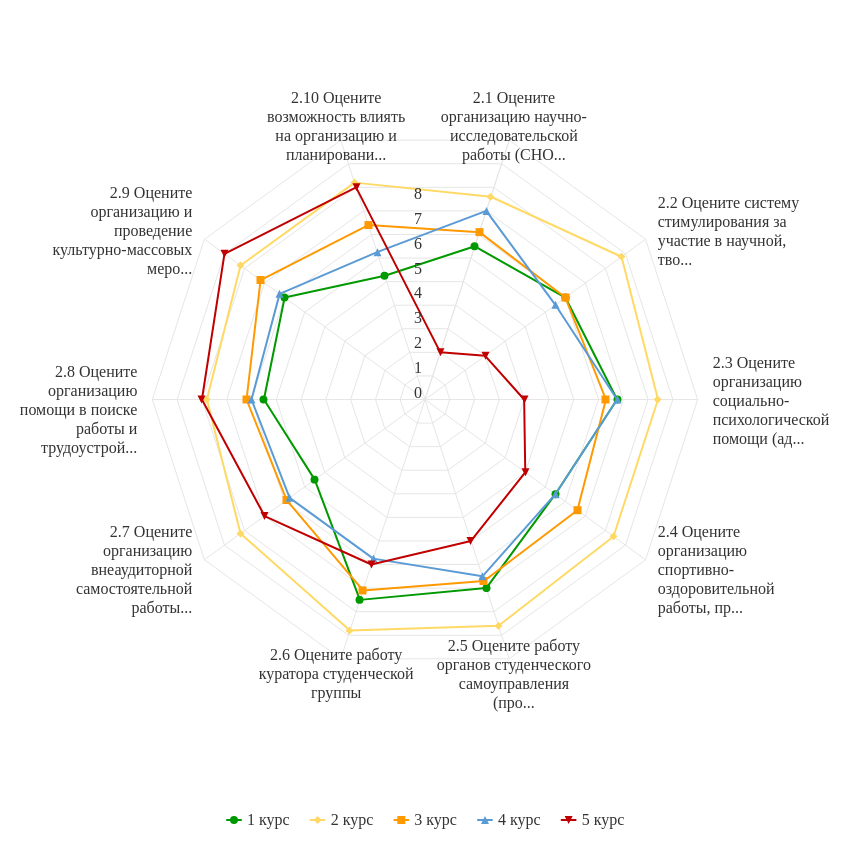 2.10 Оцените
возможность влиять
на организацию и
планировани...
2.1 Оцените
организацию научно-
исследовательской
работы (СНО...
2.9 Оцените
организацию и
проведение
культурно-массовых
меро...
2.2 Оцените систему
стимулирования за
участие в научной,
тво...
8
7
6
5
4
3
2
1
0
2.8 Оцените
организацию
помощи в поиске
работы и
трудоустрой...
2.3 Оцените
организацию
социально-
психологической
помощи (ад...
2.7 Оцените
организацию
внеаудиторной
самостоятельной
работы...
2.4 Оцените
организацию
спортивно-
оздоровительной
работы, пр...
2.6 Оцените работу
куратора студенческой
группы
2.5 Оцените работу
органов студенческого
самоуправления
(про...
1 курс 2 курс 3 курс 4 курс 5 курс